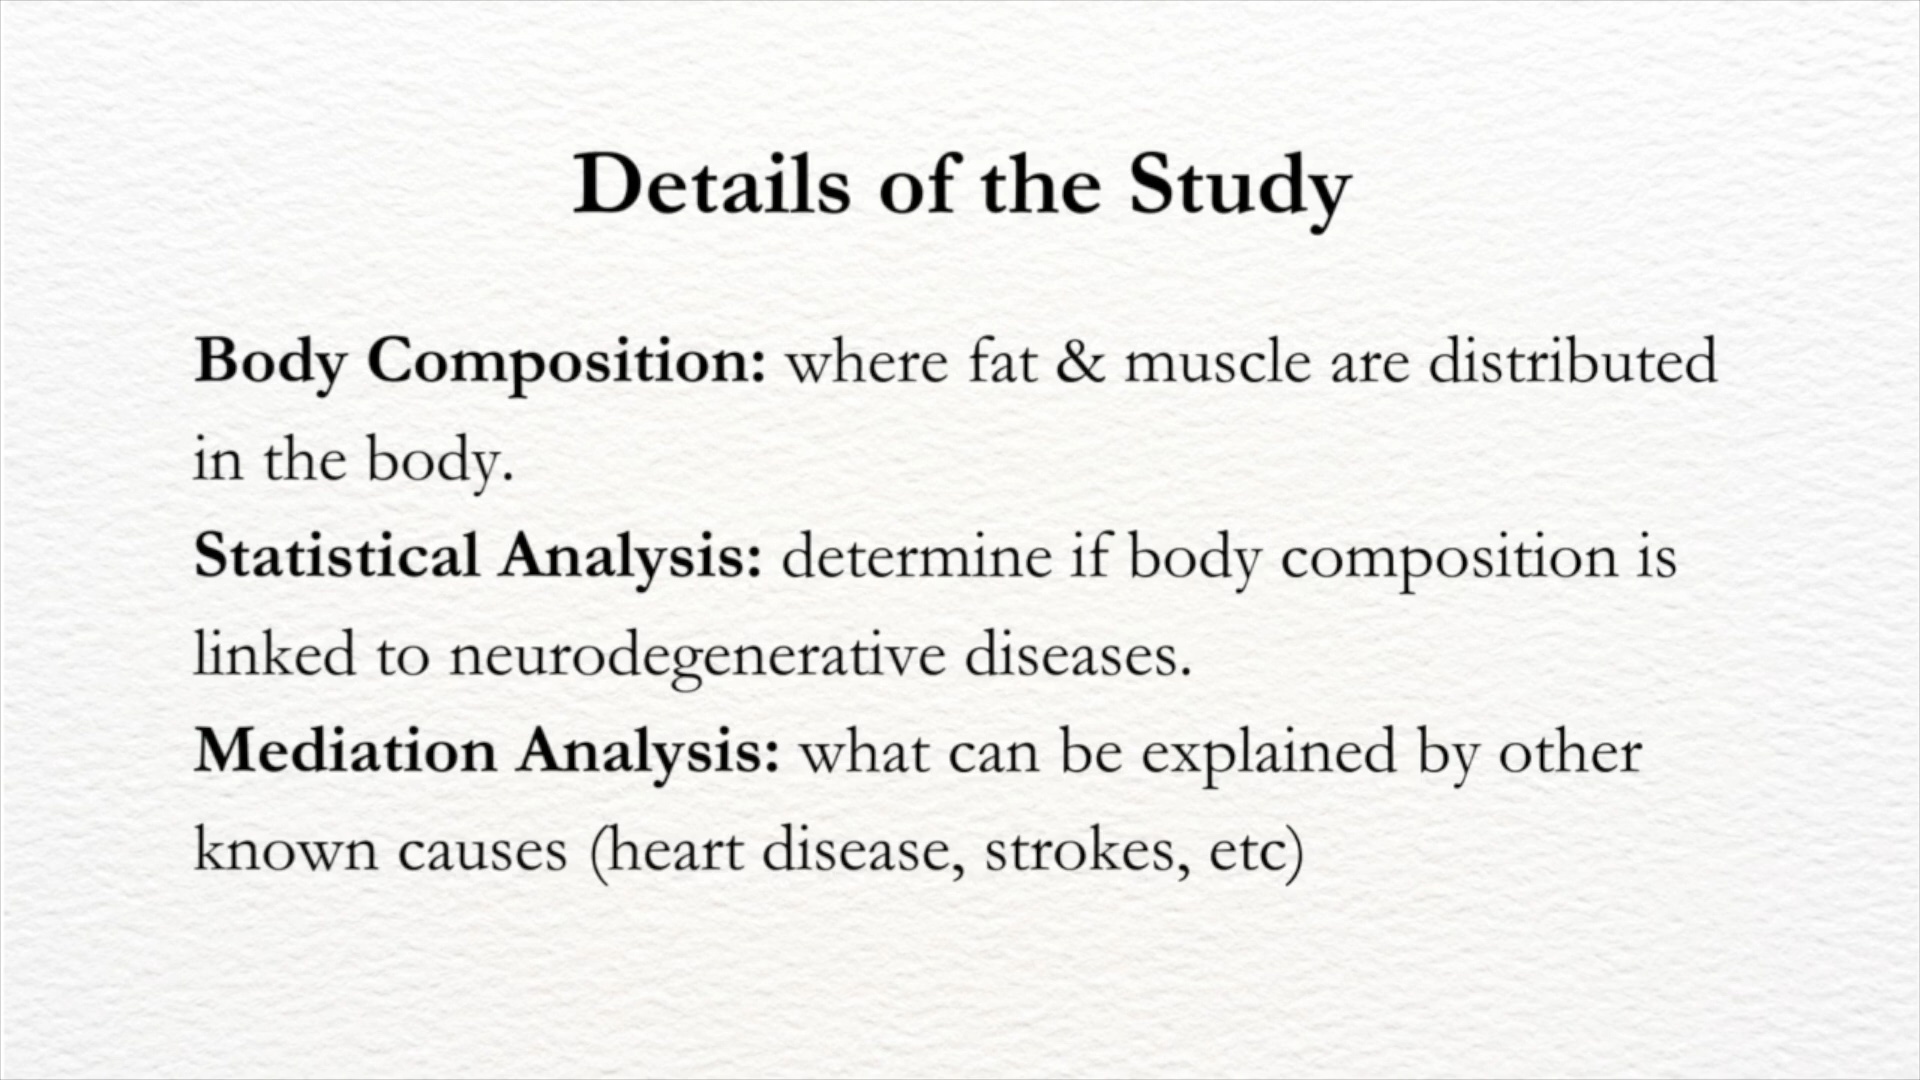 Details of the Study
Body Composition: where fat & muscle are distributed
in the body.
Statistical Analysis: determine if body composition is
linked to neurodegenerative diseases.
Mediation Analysis: what can be explained by other
known causes (heart disease, strokes, etc)